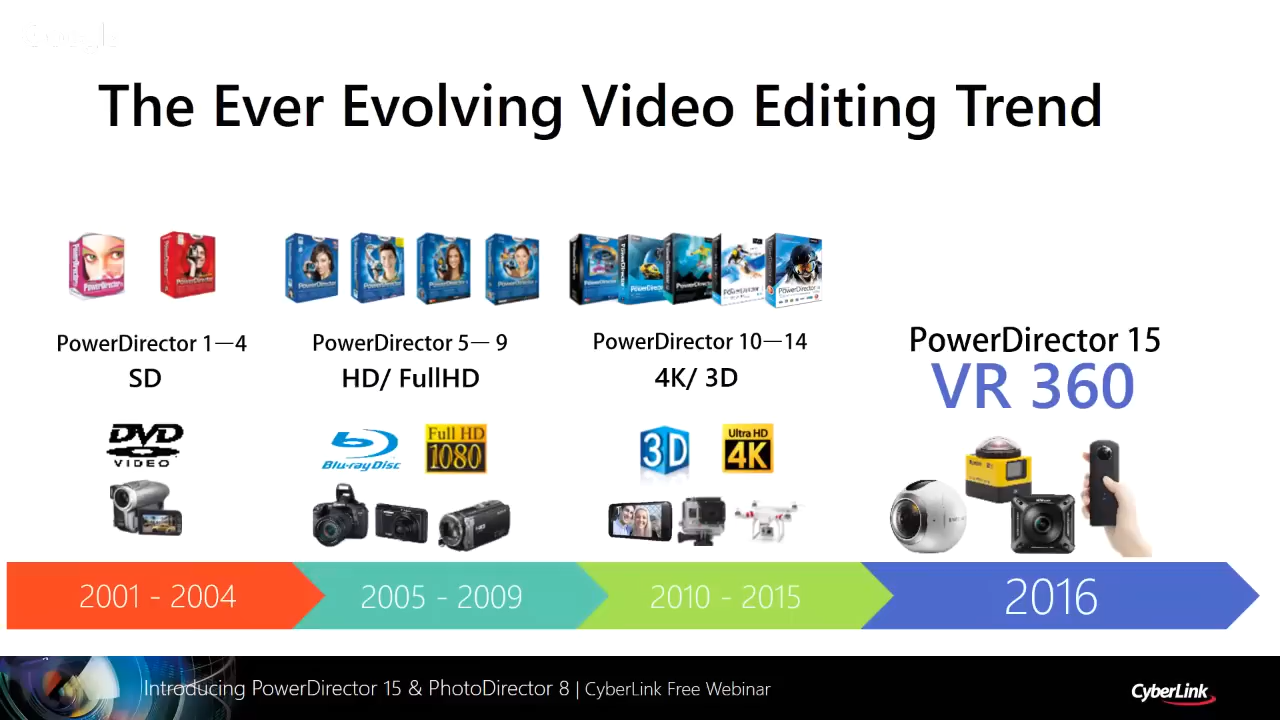 The Ever Evolving Video Editing Trend
PowerDirector 1—4
SD
PowerDirector 5— 9
HD/ FullHD
PowerDirector 10—14
4K/ 3D
PowerDirector 15
VR 360
DVD
VIDEO
Blu-ray Disc
Full HD
1080
3D
Ultra HD
4K
2001 - 2004
2005 - 2009
2010 - 2015
2016
Introducing PowerDirector 15 & PhotoDirector 8 | CyberLink Free Webinar
CyberLink